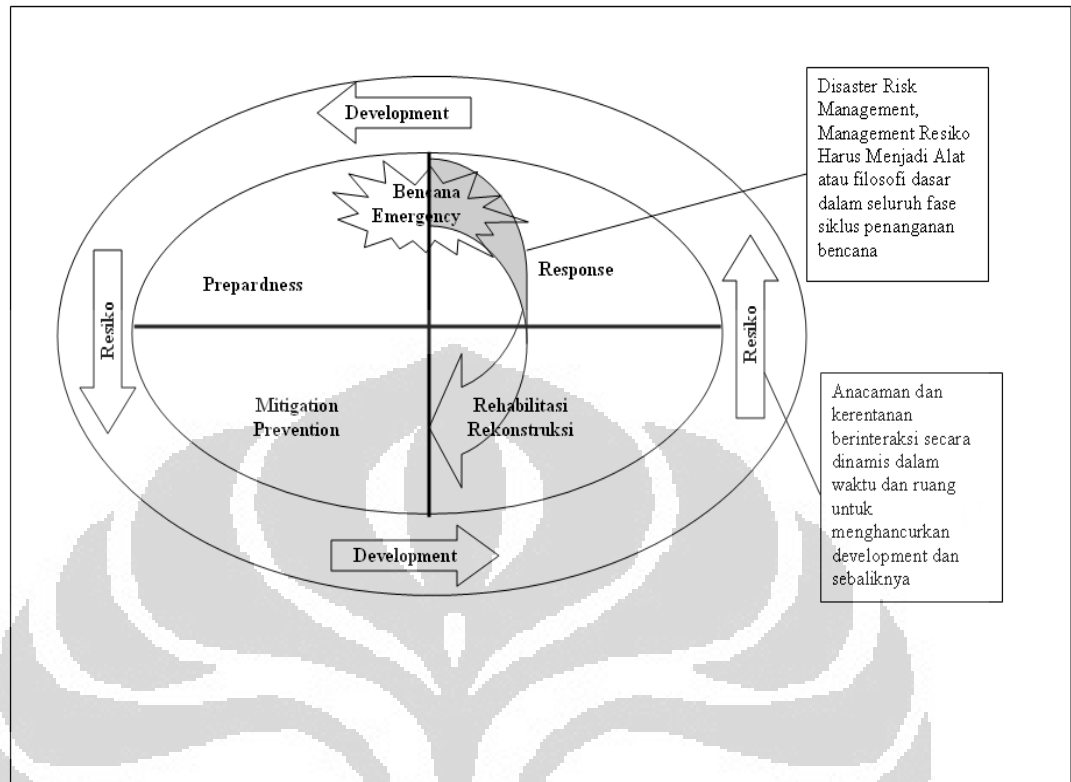 Development
Bencana
Emergency
Prepardness
Response
Resiko
Resiko
Mitigation
Prevention
Rehabilitasi
Rekonstruksi
Development
Disaster Risk
Management,
Management Resiko
Harus Menjadi Alat
atau filosofi dasar
dalam seluruh fase
siklus penanganan
bencana
Anacaman dan
kerentanan
berinteraksi secara
dinamis dalam
waktu dan ruang
untuk
menghancurkan
development dan
sebaliknya